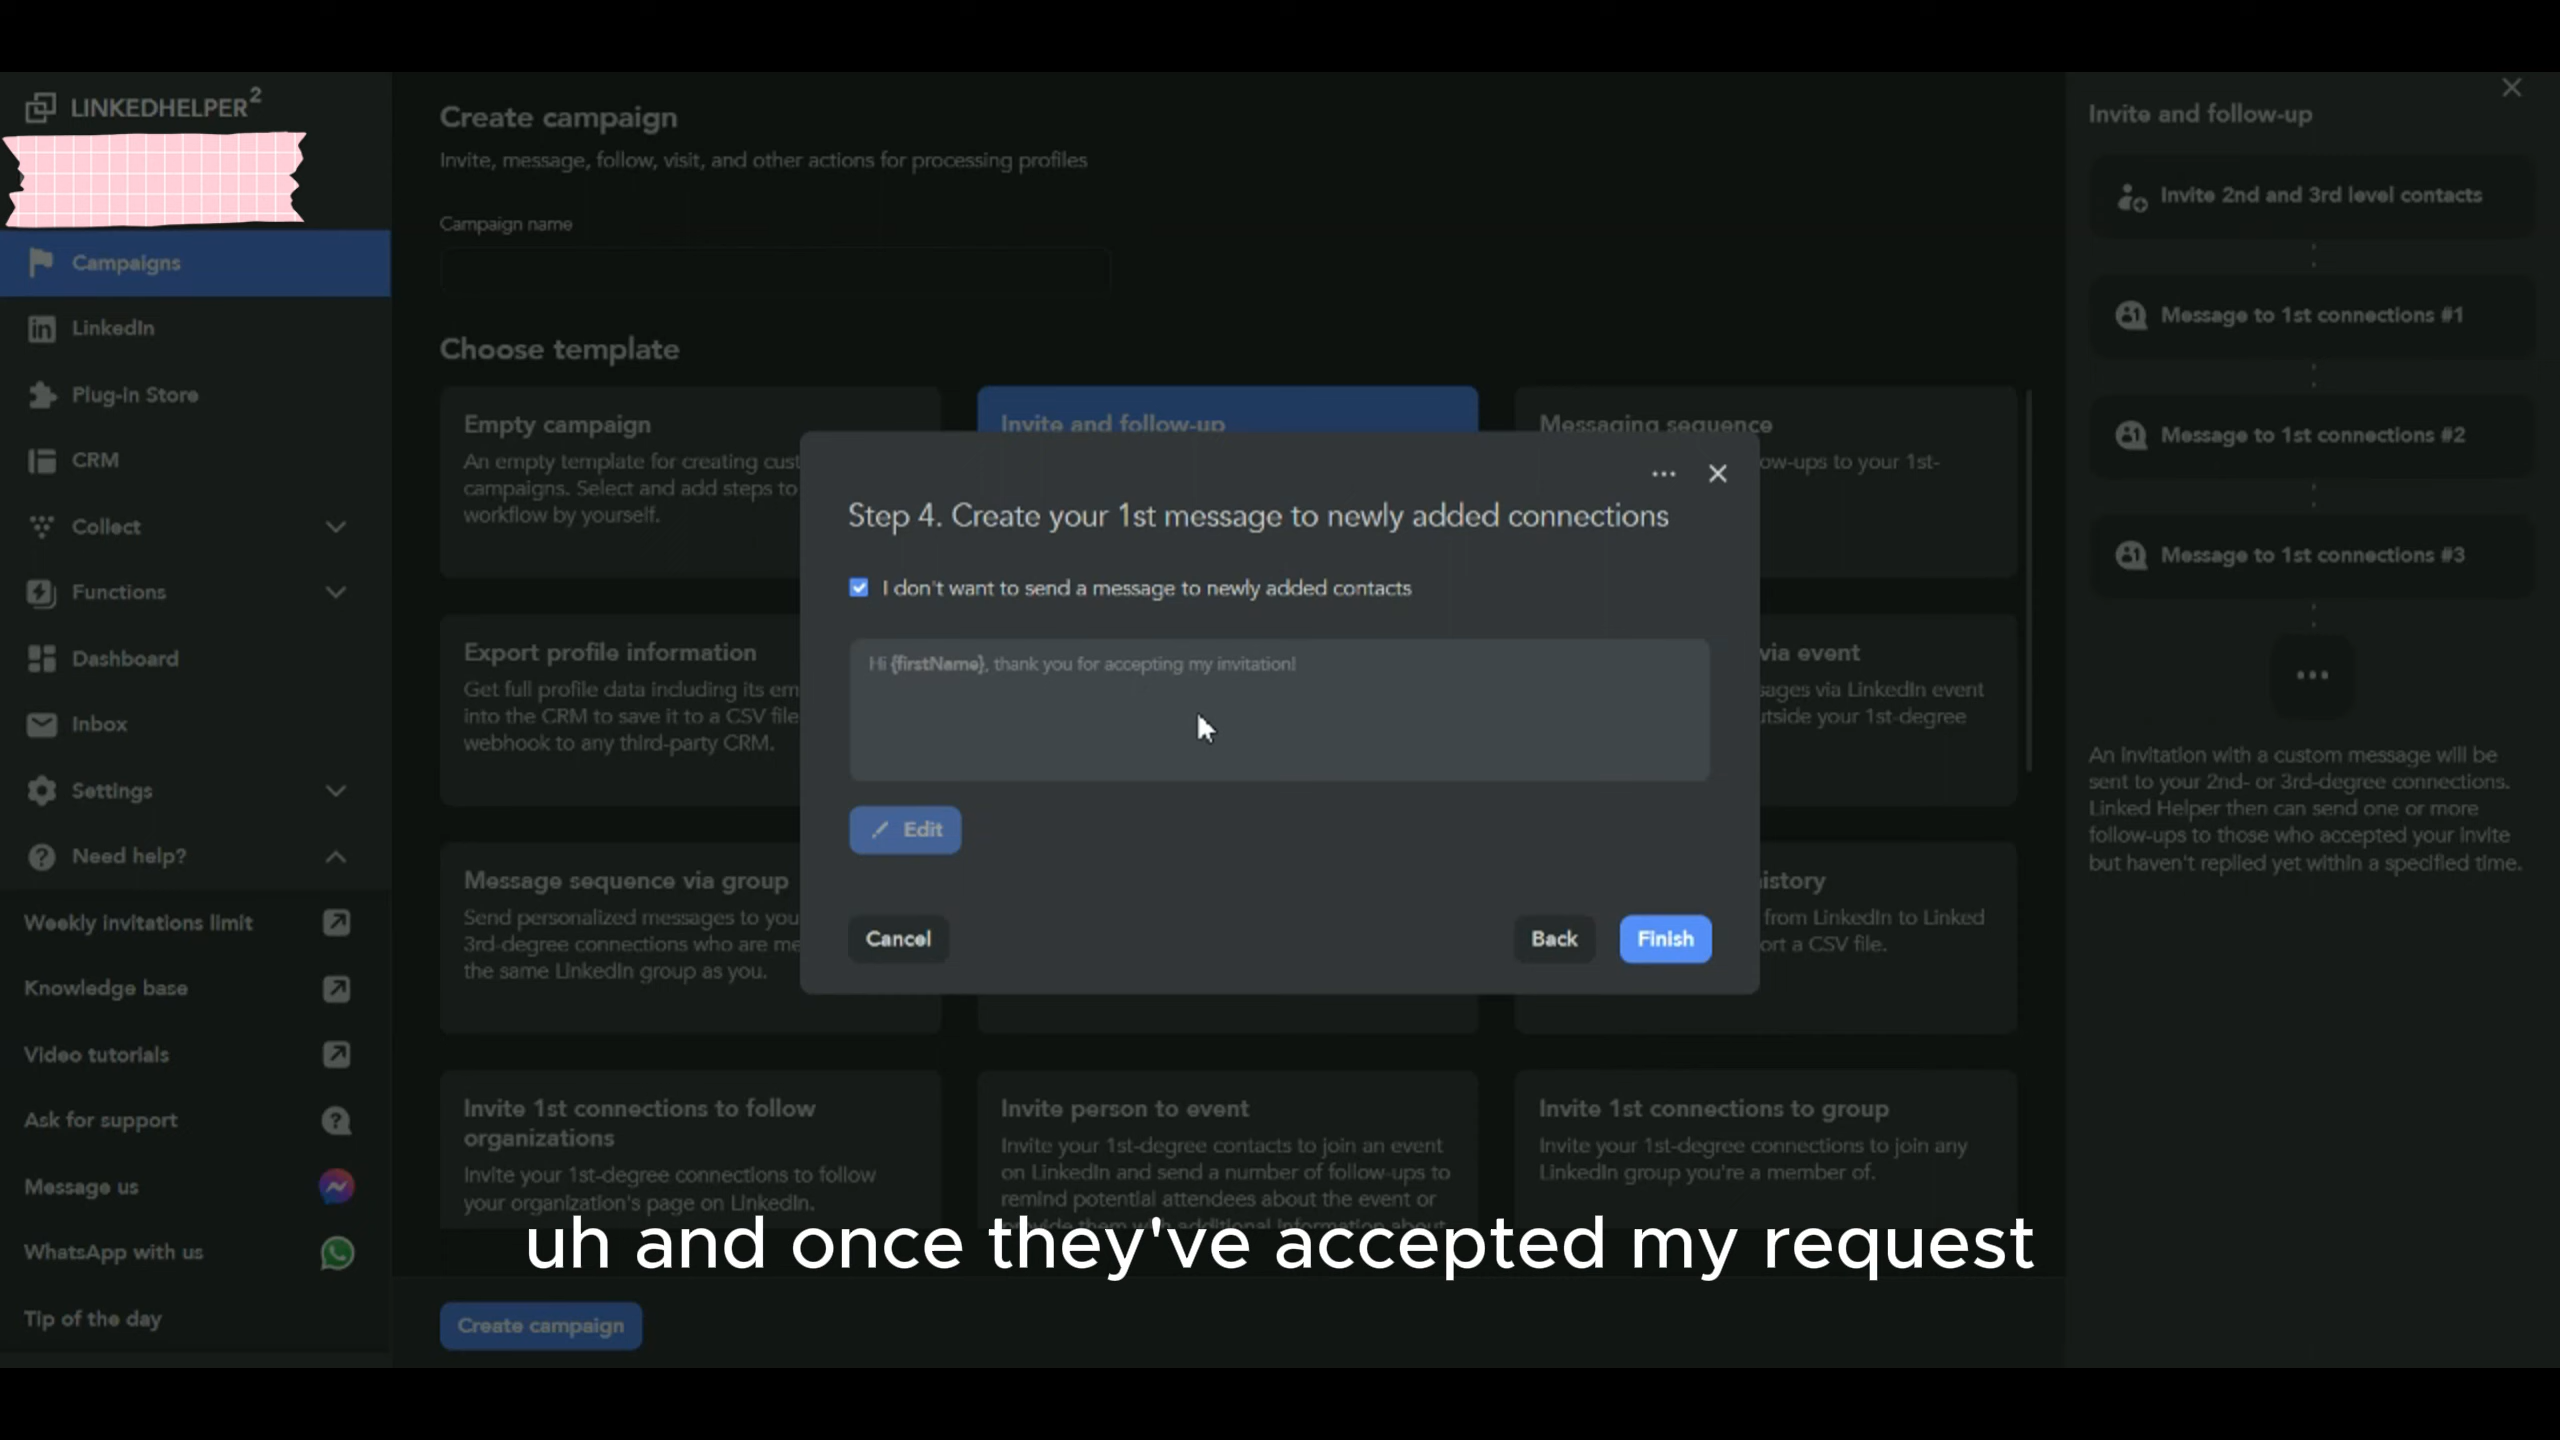 LINKEDHELPER2
Campaigns
LinkedIn
Plug-in Store
CRM
Collect
Functions
Dashboard
Inbox
Settings
Need help?
Weekly invitations limit
Knowledge base
Video tutorials
Ask for support
Message us
WhatsApp with us
Tip of the day
Create campaign
Invite, message, follow, visit, and other actions for processing profiles
Campaign name
Choose template
Empty campaign
An empty template for creating
campaigns. Select and add steps to
workflow by yourself.
Invite and follow-up
Messaging sequence
ow-ups to your 1st-
Export profile information
Get full profile data including its em
into the CRM to save it to a CSV file
webhook to any third-party CRM.
via event
sages via LinkedIn event
utside your 1st-degree
Message sequence via group
Send personalized messages to you
3rd-degree connections who are me
the same LinkedIn group as you.
istory
from LinkedIn to Linked
ort a CSV file.
Step 4. Create your 1st message to newly added connections
I don't want to send a message to newly added contacts
Hi {firstName}, thank you for accepting my invitation!
Edit
Cancel
Back
Finish
Invite 1st connections to follow
organizations
Invite your 1st-degree connections to follow
your organization's page on LinkedIn.
Invite person to event
Invite your 1st-degree contacts to join an event
on LinkedIn and send a number of follow-ups to
remind potential attendees about the event or
Invite 1st connections to group
Invite your 1st-degree connections to join any
LinkedIn group you're a member of.
uh and once they've accepted my request
Create campaign
Invite and follow-up
Invite 2nd and 3rd level contacts
Message to 1st connections #1
Message to 1st connections #2
Message to 1st connections #3
An invitation with a custom message will be
sent to your 2nd- or 3rd-degree connections.
Linked Helper then can send one or more
follow-ups to those who accepted your invite
but haven't replied yet within a specified time.